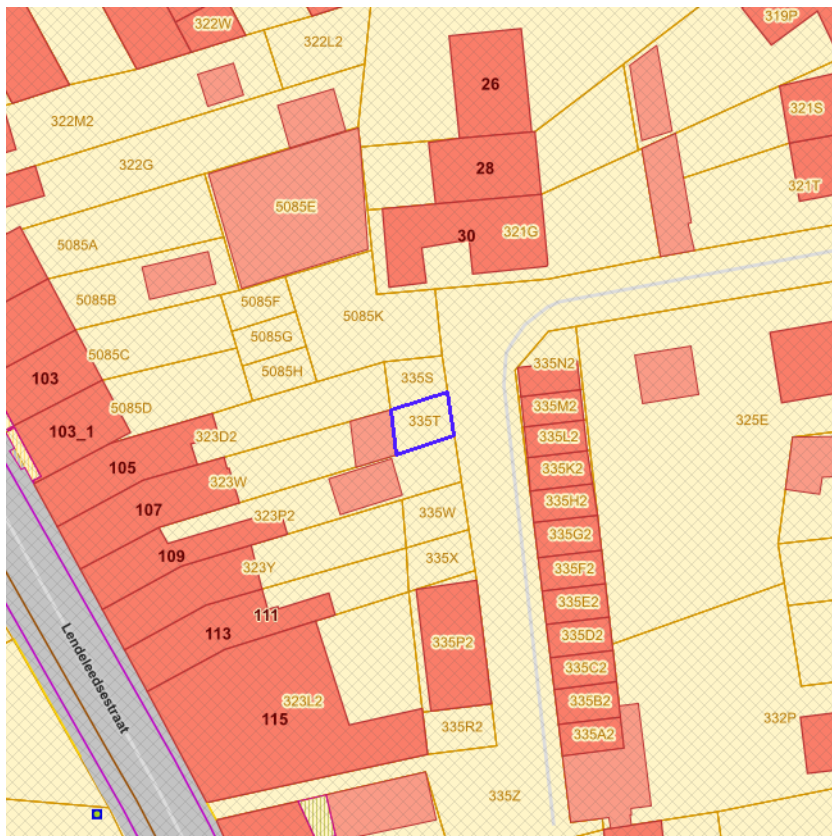 322W
319P
322L2
26
321S
322M2
322G
28
321T
5085E
30
321G
5085A
5085B
5085F
5085K
5085G
5085C
335N2
5085H
103
335S
5085D
335M2
335T
325E
103_1
323D2
335L2
105
335K2
323W
335H2
107
323P2
335W
335G2
109
335X
323Y
335F2
335E2
111
113
335P2
335D2
335C2
Lendeleedsestraat
323L2
335B2
115
332P
335R2
335A2
335Z